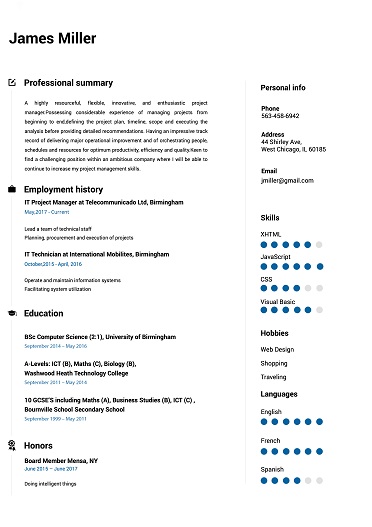 James Miller
Professional summary
A highly resourceful, flexible, innovative, and enthusiastic project
manager.Possessing considerable experience of managing projects from
beginning to end.defining the project plan, timeline, scope and executing the
analysis before providing detailed recommendations. Having an impressive track
record of delivering major operational improvement and of orchestrating people,
schedules and resources for optimum productivity, efficiency and quality.Keen to
find a challenging position within an ambitious company where I will be able to
continue to increase my project management skills.
Employment history
IT Project Manager at Telecommunicado Ltd, Birmingham
May,2017 - Current
Lead a team of technical staff
Planning, procurement and execution of projects
IT Technician at International Mobilites, Birmingham
October,2015 - April, 2016
Operate and maintain information systems
Facilitating system utilization
Education
BSc Computer Science (2:1), University of Birmingham
September 2014 – May 2016
A-Levels: ICT (B), Maths (C), Biology (B),
Washwood Heath Technology College
September 2011 – May 2014
10 GCSE'S including Maths (A), Business Studies (B), ICT (C) ,
Bournville School Secondary School
September 1999 – May 2011
Honors
Board Member Mensa, NY
June 2015 – June 2017
Doing intelligent things
Personal info
Phone
563-458-6942
Address
44 Shirley Ave,
West Chicago, IL 60185
Email
jmiller@gmail.com
Skills
XHTML
JavaScript
CSS
Visual Basic
Hobbies
Web Design
Shopping
Traveling
Languages
English
French
Spanish